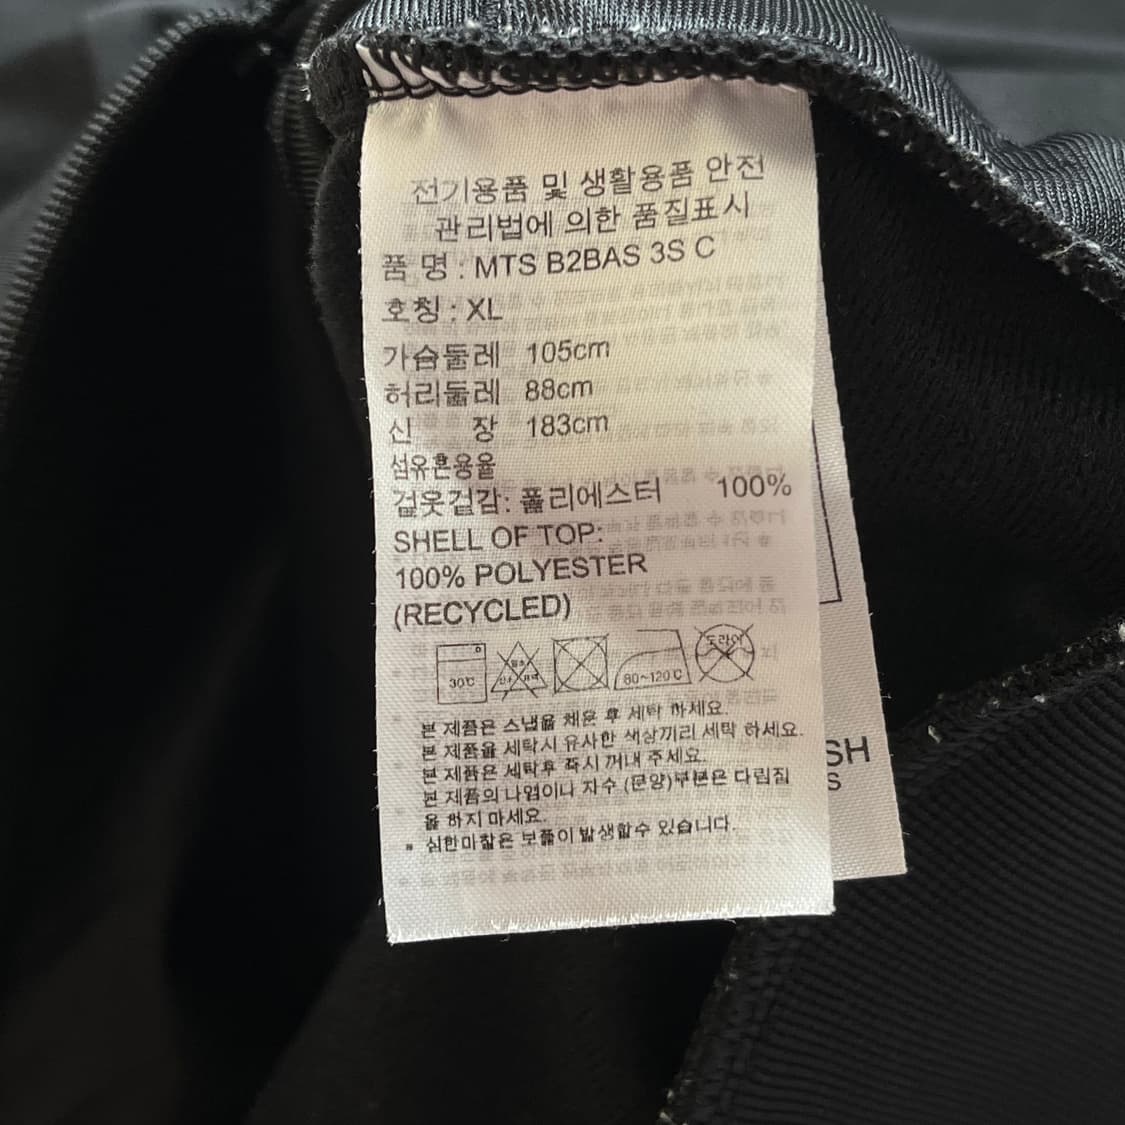 전기용품 및 생활용품 안전
관리법에 의한 품질표시
품 명 : MTS B2BAS 3S C
호칭 : XL
가슴둘레 105cm
허리둘레 88cm
신 장 183cm
섬유혼용율
겉옷겉감: 폴리에스터 100%
SHELL OF TOP:
100% POLYESTER
(RECYCLED)
30℃
80~120℃
드라이
본 제품은 스냅을 채운 후 세탁 하세요.
본 제품을 세탁시 유사한 색상끼리 세탁 하세요.
본 제품은 세탁후 즉시 꺼내 주세요.
본 제품의 나염이나 자수 (문양)부분은 다림질
을 하지 마세요.
심한마찰은 보풀이 발생할수 있습니다.
SH
S